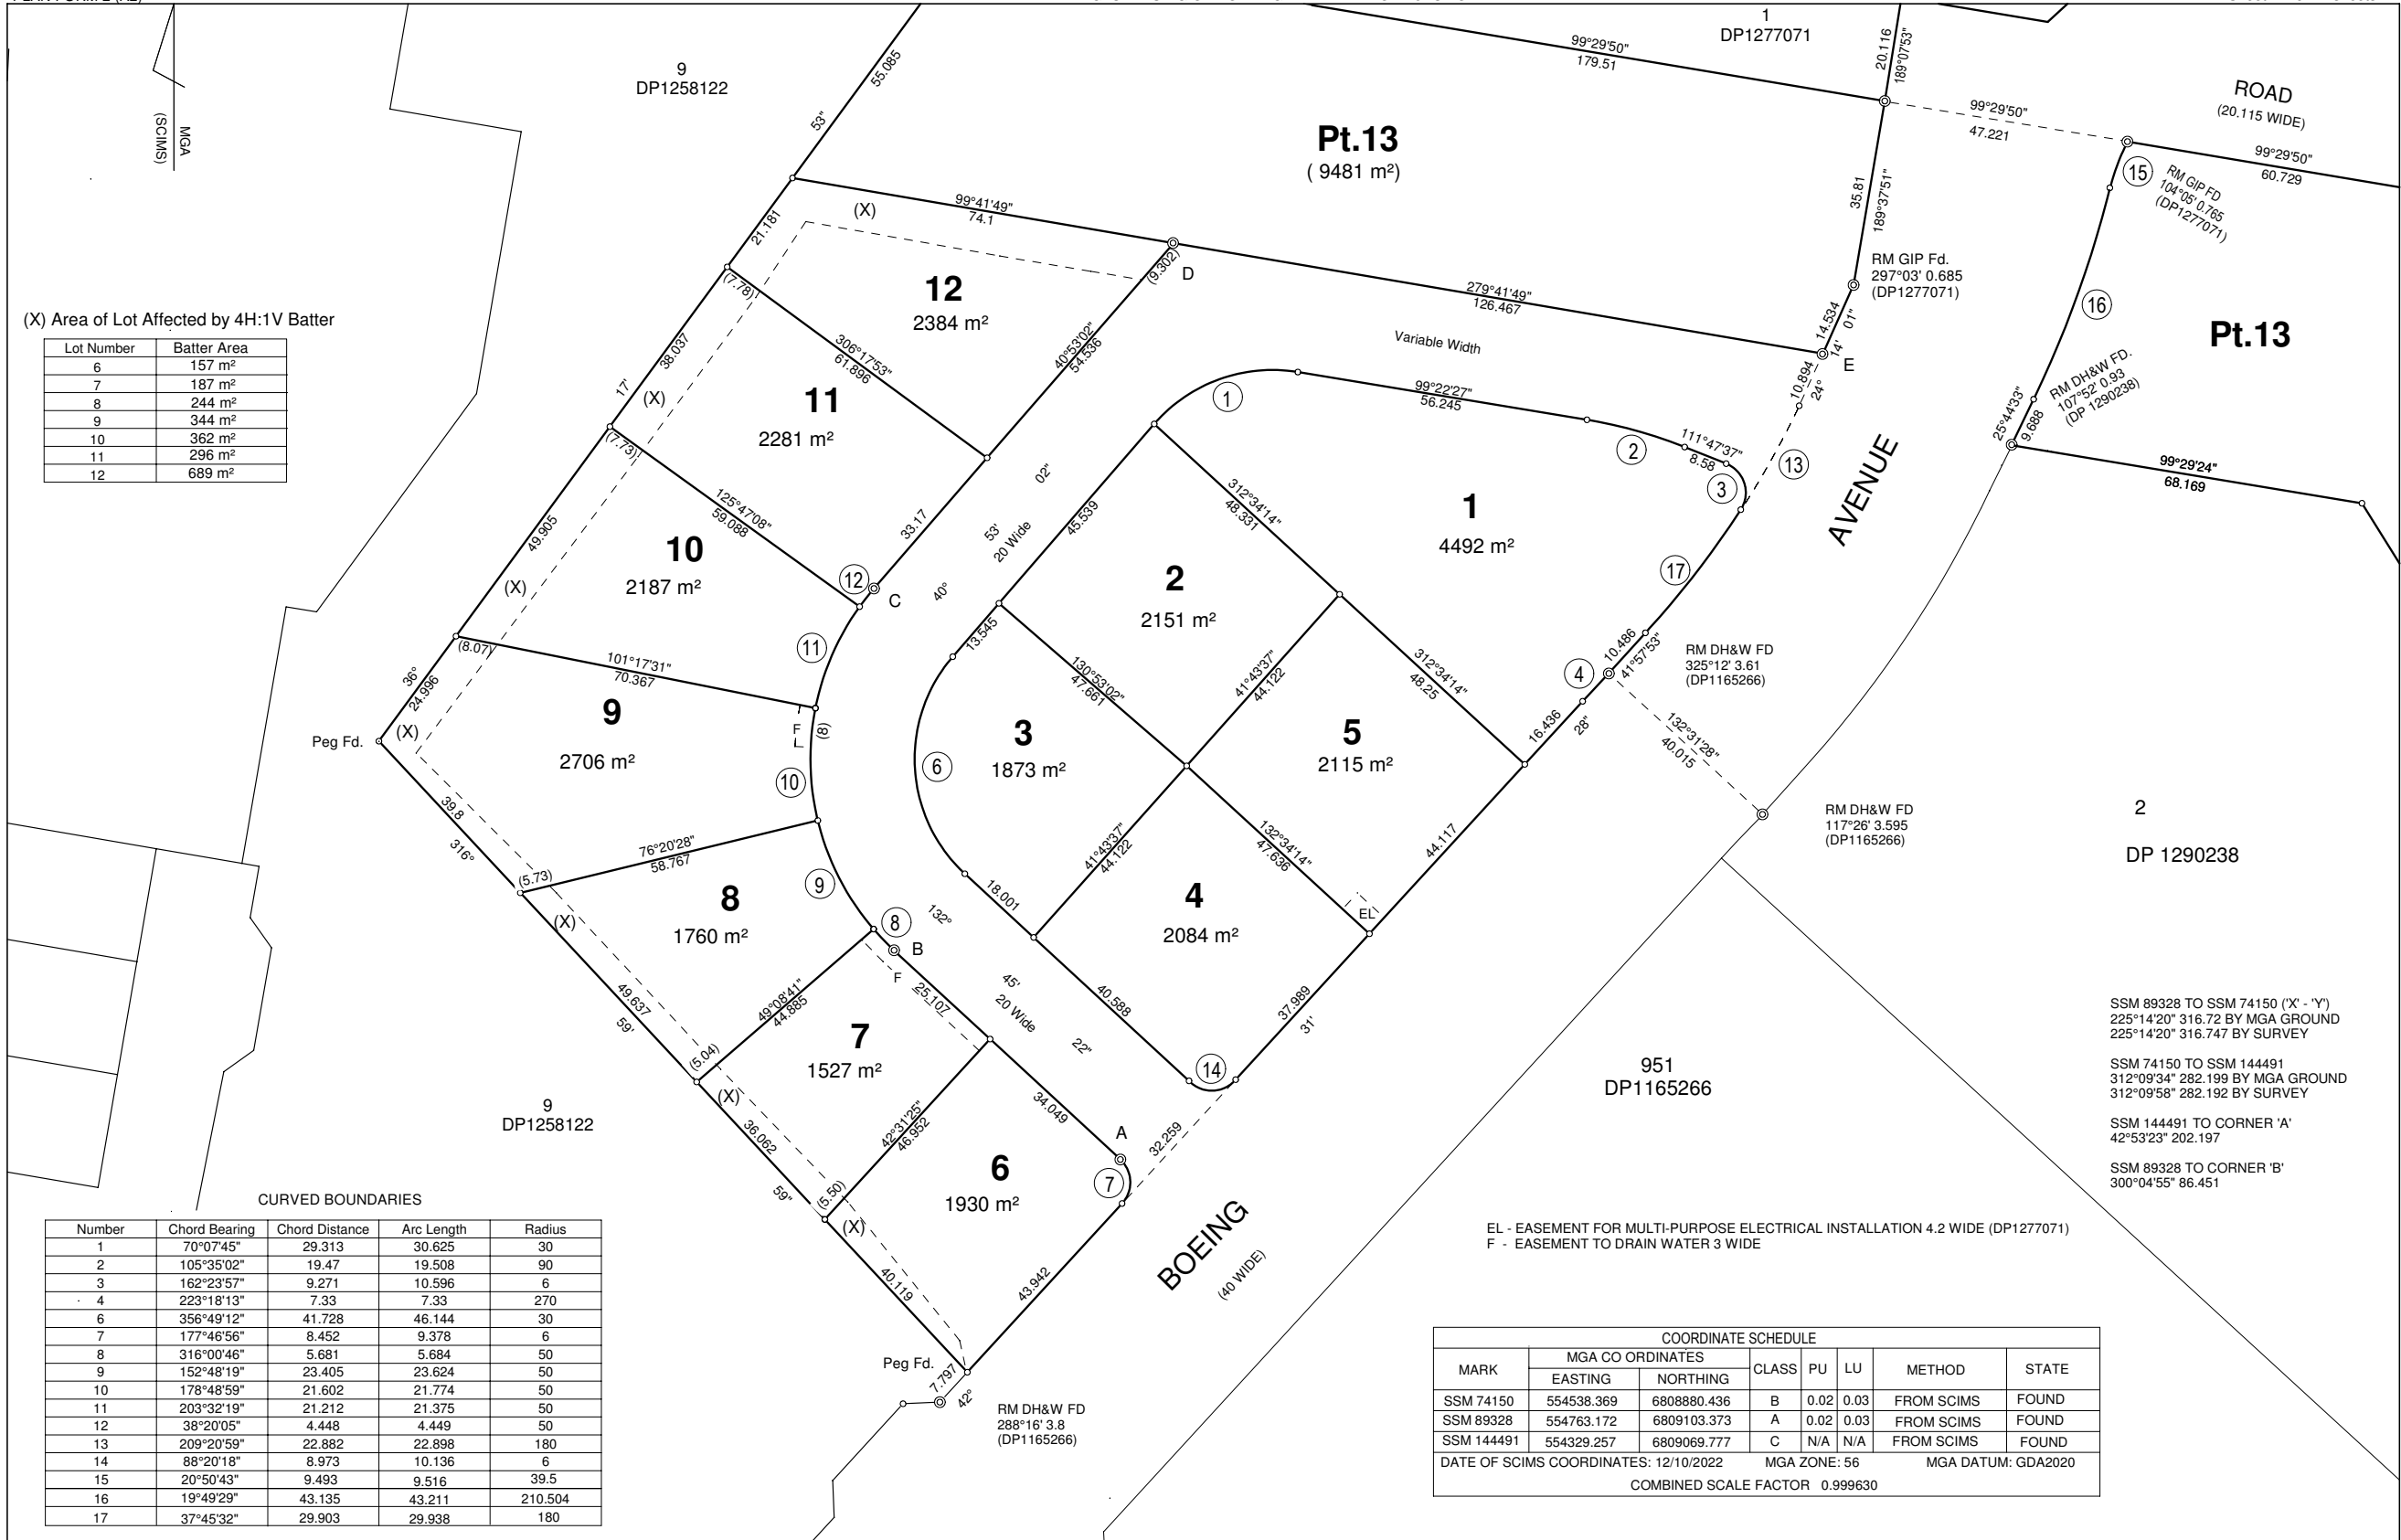 MGA
(SCIMS)
9
DP1258122
53"
55.085
Pt.13
( 9481 m²)
99°29'50"
179.51
1
DP1277071
20.116
189°07'53"
99°29'50"
47.221
ROAD
(20.115 WIDE)
99°29'50"
60.729
15
RM GIP FD
104°05' 0.765
(DP1277071)
35.81
189°37'51"
16
Pt.13
RM GIP Fd.
297°03' 0.685
(DP1277071)
14.534
01"
14'
E
10.894
24°
RM DH&W FD.
107°52' 0.93
(DP 1290238)
25°44'33"
9.688
99°29'24"
68.169
99°41'49"
74.1
(X)
21.181
(9.302)
D
279°41'49"
126.467
Variable Width
(X) Area of Lot Affected by 4H:1V Batter
Lot Number Batter Area
6 157 m²
7 187 m²
8 244 m²
9 344 m²
10 362 m²
11 296 m²
12 689 m²
12
2384 m²
(7.78)
306°17'53"
61.896
40°53'02"
54.536
38.037
17'
(X)
11
2281 m²
(7.73)
125°47'08"
59.088
33.17
1
99°22'27"
56.245
2
111°47'37"
8.58
3
13
AVENUE
1
4492 m²
17
312°34'14"
48.331
45.539
02"
53'
20 Wide
40°
49.905
(X)
10
2187 m²
12
C
11
2
2151 m²
13.545
(8.07)
101°17'31"
70.367
36°
24.996
(X)
Peg Fd.
9
2706 m²
F
(8)
10
6
3
1873 m²
130°53'02"
47.661
41°43'37"
44.122
312°34'14"
48.25
5
2115 m²
10.486
41°57'53"
4
16.436
28"
RM DH&W FD
325°12' 3.61
(DP1165266)
132°31'28"
40.015
RM DH&W FD
117°26' 3.595
(DP1165266)
2
DP 1290238
39.8
316°
76°20'28"
58.767
(5.73)
(X)
8
1760 m²
9
8
B
132°
18.001
41°43'37"
44.122
132°34'14"
47.636
44.117
EL
4
2084 m²
49.637
59'
49°08'41"
44.885
(5.04)
(X)
F
25.107
45'
20 Wide
22"
40.588
37.989
31'
14
7
1527 m²
9
DP1258122
36.062
59"
42°31'25"
46.952
34.049
A
32.259
7
(5.50)
(X)
6
1930 m²
40.119
43.942
BOEING
(40 WIDE)
Peg Fd.
7.797
42°
RM DH&W FD
288°16' 3.8
(DP1165266)
951
DP1165266
SSM 89328 TO SSM 74150 ('X' - 'Y')
225°14'20" 316.72 BY MGA GROUND
225°14'20" 316.747 BY SURVEY
SSM 74150 TO SSM 144491
312°09'34" 282.199 BY MGA GROUND
312°09'58" 282.192 BY SURVEY
SSM 144491 TO CORNER 'A'
42°53'23" 202.197
SSM 89328 TO CORNER 'B'
300°04'55" 86.451
EL - EASEMENT FOR MULTI-PURPOSE ELECTRICAL INSTALLATION 4.2 WIDE (DP1277071)
F - EASEMENT TO DRAIN WATER 3 WIDE
CURVED BOUNDARIES
Number Chord Bearing Chord Distance Arc Length Radius
1 70°07'45" 29.313 30.625 30
2 105°35'02" 19.47 19.508 90
3 162°23'57" 9.271 10.596 6
4 223°18'13" 7.33 7.33 270
6 356°49'12" 41.728 46.144 30
7 177°46'56" 8.452 9.378 6
8 316°00'46" 5.681 5.684 50
9 152°48'19" 23.405 23.624 50
10 178°48'59" 21.602 21.774 50
11 203°32'19" 21.212 21.375 50
12 38°20'05" 4.448 4.449 50
13 209°20'59" 22.882 22.898 180
14 88°20'18" 8.973 10.136 6
15 20°50'43" 9.493 9.516 39.5
16 19°49'29" 43.135 43.211 210.504
17 37°45'32" 29.903 29.938 180
COORDINATE SCHEDULE
MARK MGA CO ORDINATES CLASS PU LU METHOD STATE
EASTING NORTHING
SSM 74150 554538.369 6808880.436 B 0.02 0.03 FROM SCIMS FOUND
SSM 89328 554763.172 6809103.373 A 0.02 0.03 FROM SCIMS FOUND
SSM 144491 554329.257 6809069.777 C N/A N/A FROM SCIMS FOUND
DATE OF SCIMS COORDINATES: 12/10/2022 MGA ZONE: 56 MGA DATUM: GDA2020
COMBINED SCALE FACTOR 0.999630